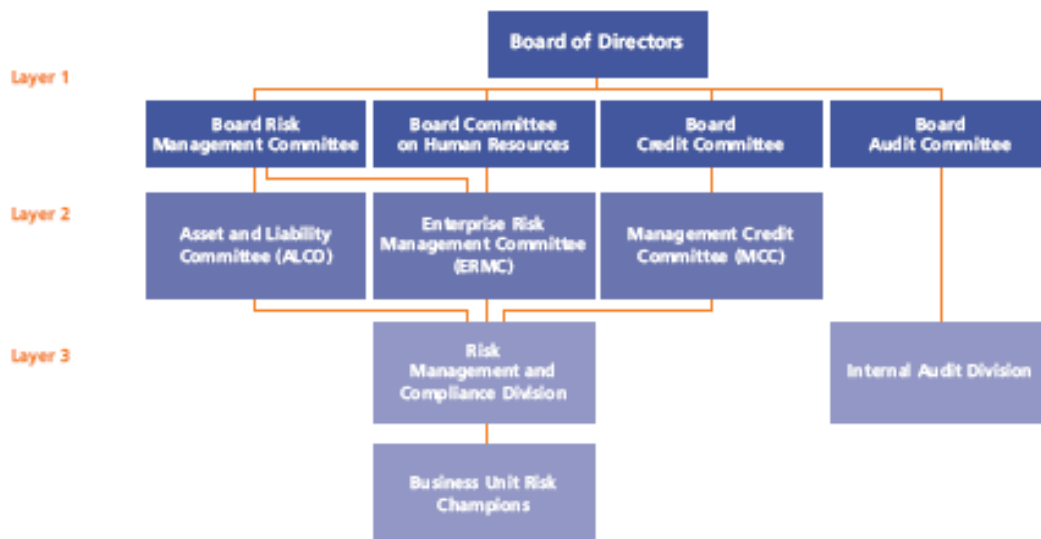 Board of Directors
Layer 1
Board Risk
Management Committee
Board Committee
on Human Resources
Board
Credit Committee
Board
Audit Committee
Layer 2
Asset and Liability
Committee (ALCO)
Enterprise Risk
Management Committee
(ERMC)
Management Credit
Committee (MCC)
Layer 3
Risk
Management and
Compliance Division
Internal Audit Division
Business Unit Risk
Champions